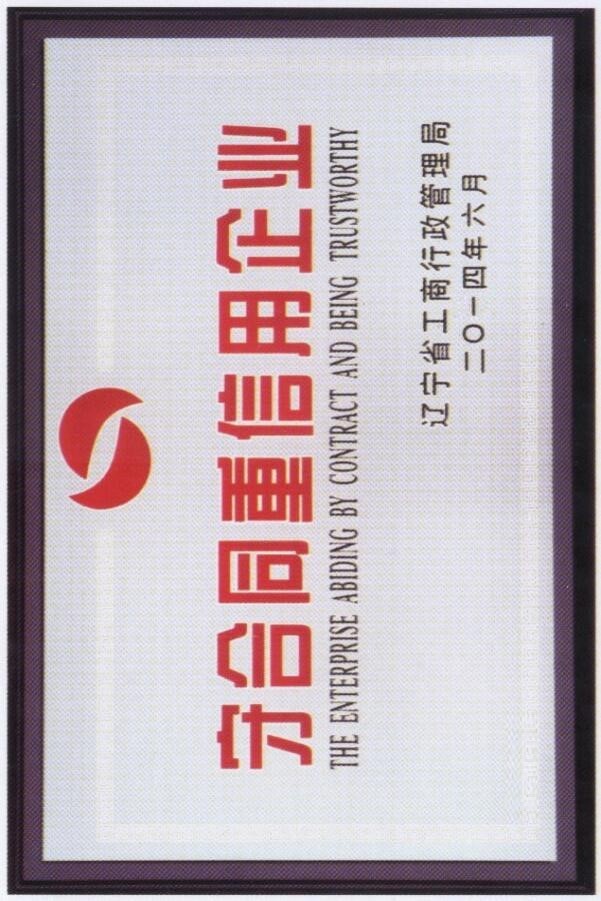 守合同重信用企业
THE ENTERPRISE ABIDING BY CONTRACT AND BEING TRUSTWORTHY
辽宁省工商行政管理局
二〇一四年六月